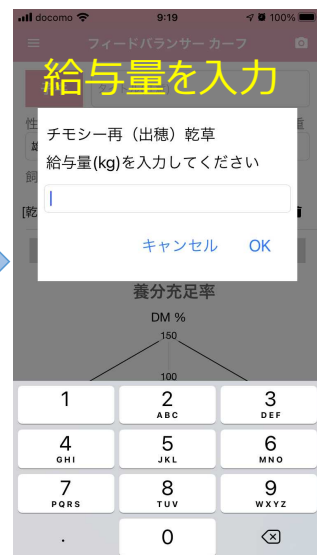 docomo 9:19 100%
フィードバランサー カーフ
給与量を入力
性
重
飼
チモシー再（出穂）乾草
給与量(kg)を入力してください
[乾
キャンセル OK
養分充足率
DM %
150
100
1 2 3
ABC DEF
4 5 6
GHI JKL MNO
7 8 9
PQRS TUV WXYZ
. 0